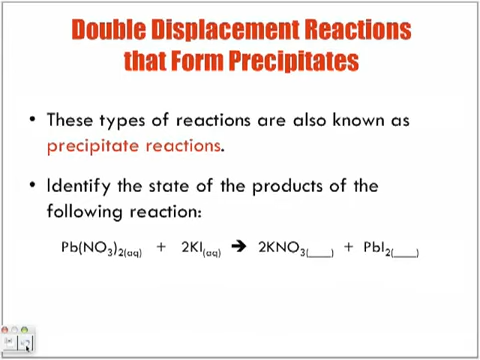 Double Displacement Reactions
that Form Precipitates
• These types of reactions are also known as
precipitate reactions.
• Identify the state of the products of the
following reaction:
Pb(NO₃)₂₍ₐq₎ + 2KI₍ₐq₎ ➔ 2KNO₃₍___₎ + PbI₂₍___₎